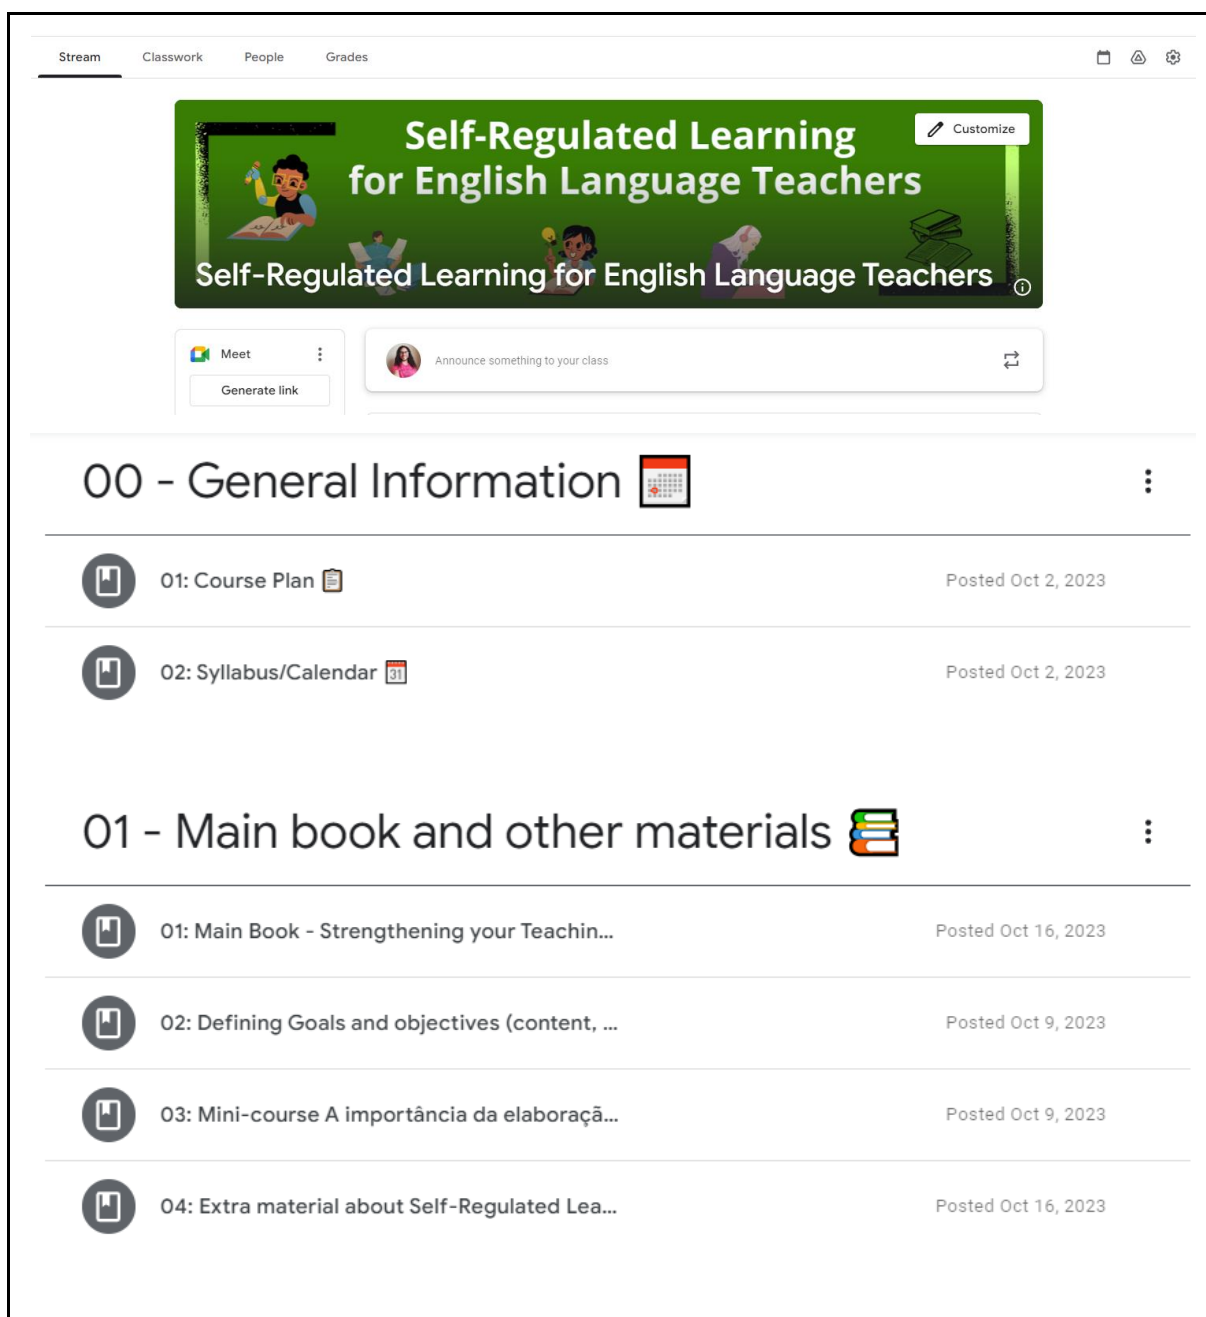 Stream Classwork People Grades
Self-Regulated Learning
for English Language Teachers
Customize
Self-Regulated Learning for English Language Teachers
Meet
Announce something to your class
Generate link
00 - General Information
01: Course Plan Posted Oct 2, 2023
02: Syllabus/Calendar 31 Posted Oct 2, 2023
01 - Main book and other materials
01: Main Book - Strengthening your Teachin... Posted Oct 16, 2023
02: Defining Goals and objectives (content, ... Posted Oct 9, 2023
03: Mini-course A importância da elaboraçã... Posted Oct 9, 2023
04: Extra material about Self-Regulated Lea... Posted Oct 16, 2023